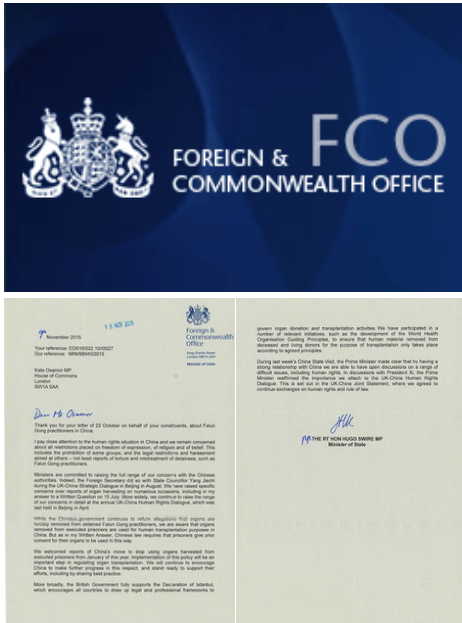 FCO
FOREIGN &
COMMONWEALTH OFFICE
Foreign &
Commonwealth
Office
King Charles Street
London SW1A 2AH
Minister of State
9th November 2015
10 NOV 2015
Your reference:
Our reference:
Kate Osamor MP
House of Commons
London
SW1A 0AA
Dear Ms Osamor
Thank you for your letter of 22 October on behalf of your constituents, about Falun
Gong practitioners in China.
I pay close attention to the human rights situation in China and we remain concerned
about all restrictions placed on freedom of expression, of religion and of belief. This
includes the prohibition of some groups, and the legal restrictions and harassment
aimed at others – not least reports of torture and mistreatment of detainees, such as
Falun Gong practitioners.
Ministers are committed to raising the full range of our concerns with the Chinese
authorities. Indeed, the Foreign Secretary did so with State Councilor Yang Jiechi
during the UK-China Strategic Dialogue in Beijing in August. We have raised specific
concerns over reports of organ harvesting on numerous occasions, including in my
answer to a Written Question on 15 July. More widely, we continue to raise the range
of our concerns in detail at the annual UK-China Human Rights Dialogue, which was
last held in Beijing in April.
While the Chinese government continues to refute allegations that organs are
forcibly removed from detained Falun Gong practitioners, we are aware that organs
removed from executed prisoners are used for human transplantation purposes in
China. But as in my Written Answer, Chinese law requires that prisoners give prior
consent for their organs to be used in this way.
We welcomed reports of China's move to stop using organs harvested from
executed prisoners from January of this year. Implementation of this policy will be an
important step in regulating organ transplantation. We will continue to encourage
China to make further progress in this respect, and stand ready to support their
efforts, including by sharing best practice.
More broadly, the British Government fully supports the Declaration of Istanbul,
which encourages all countries to draw up legal and professional frameworks to
govern organ donation and transplantation activities. We have participated in a
number of relevant initiatives, such as the development of the World Health
Organisation Guiding Principles, to ensure that human material removed from
deceased and living donors for the purpose of transplantation only takes place
according to agreed principles.
During last week's China State Visit, the Prime Minister made clear that by having a
strong relationship with China we are able to have open discussions on a range of
difficult issues, including human rights. In discussions with President Xi, the Prime
Minister reaffirmed the importance we attach to the UK-China Human Rights
Dialogue. This is set out in the UK-China Joint Statement, where we agreed to
continue exchanges on human rights and rule of law.
THE RT HON HUGO SWIRE MP
Minister of State